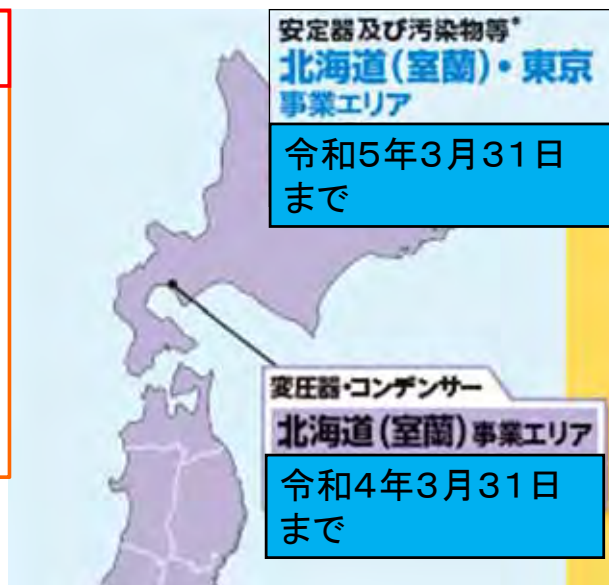 安定器及び汚染物等*
北海道(室蘭)・東京
事業エリア
令和5年3月31日
まで
変圧器・コンデンサー
北海道(室蘭)事業エリア
令和4年3月31日
まで